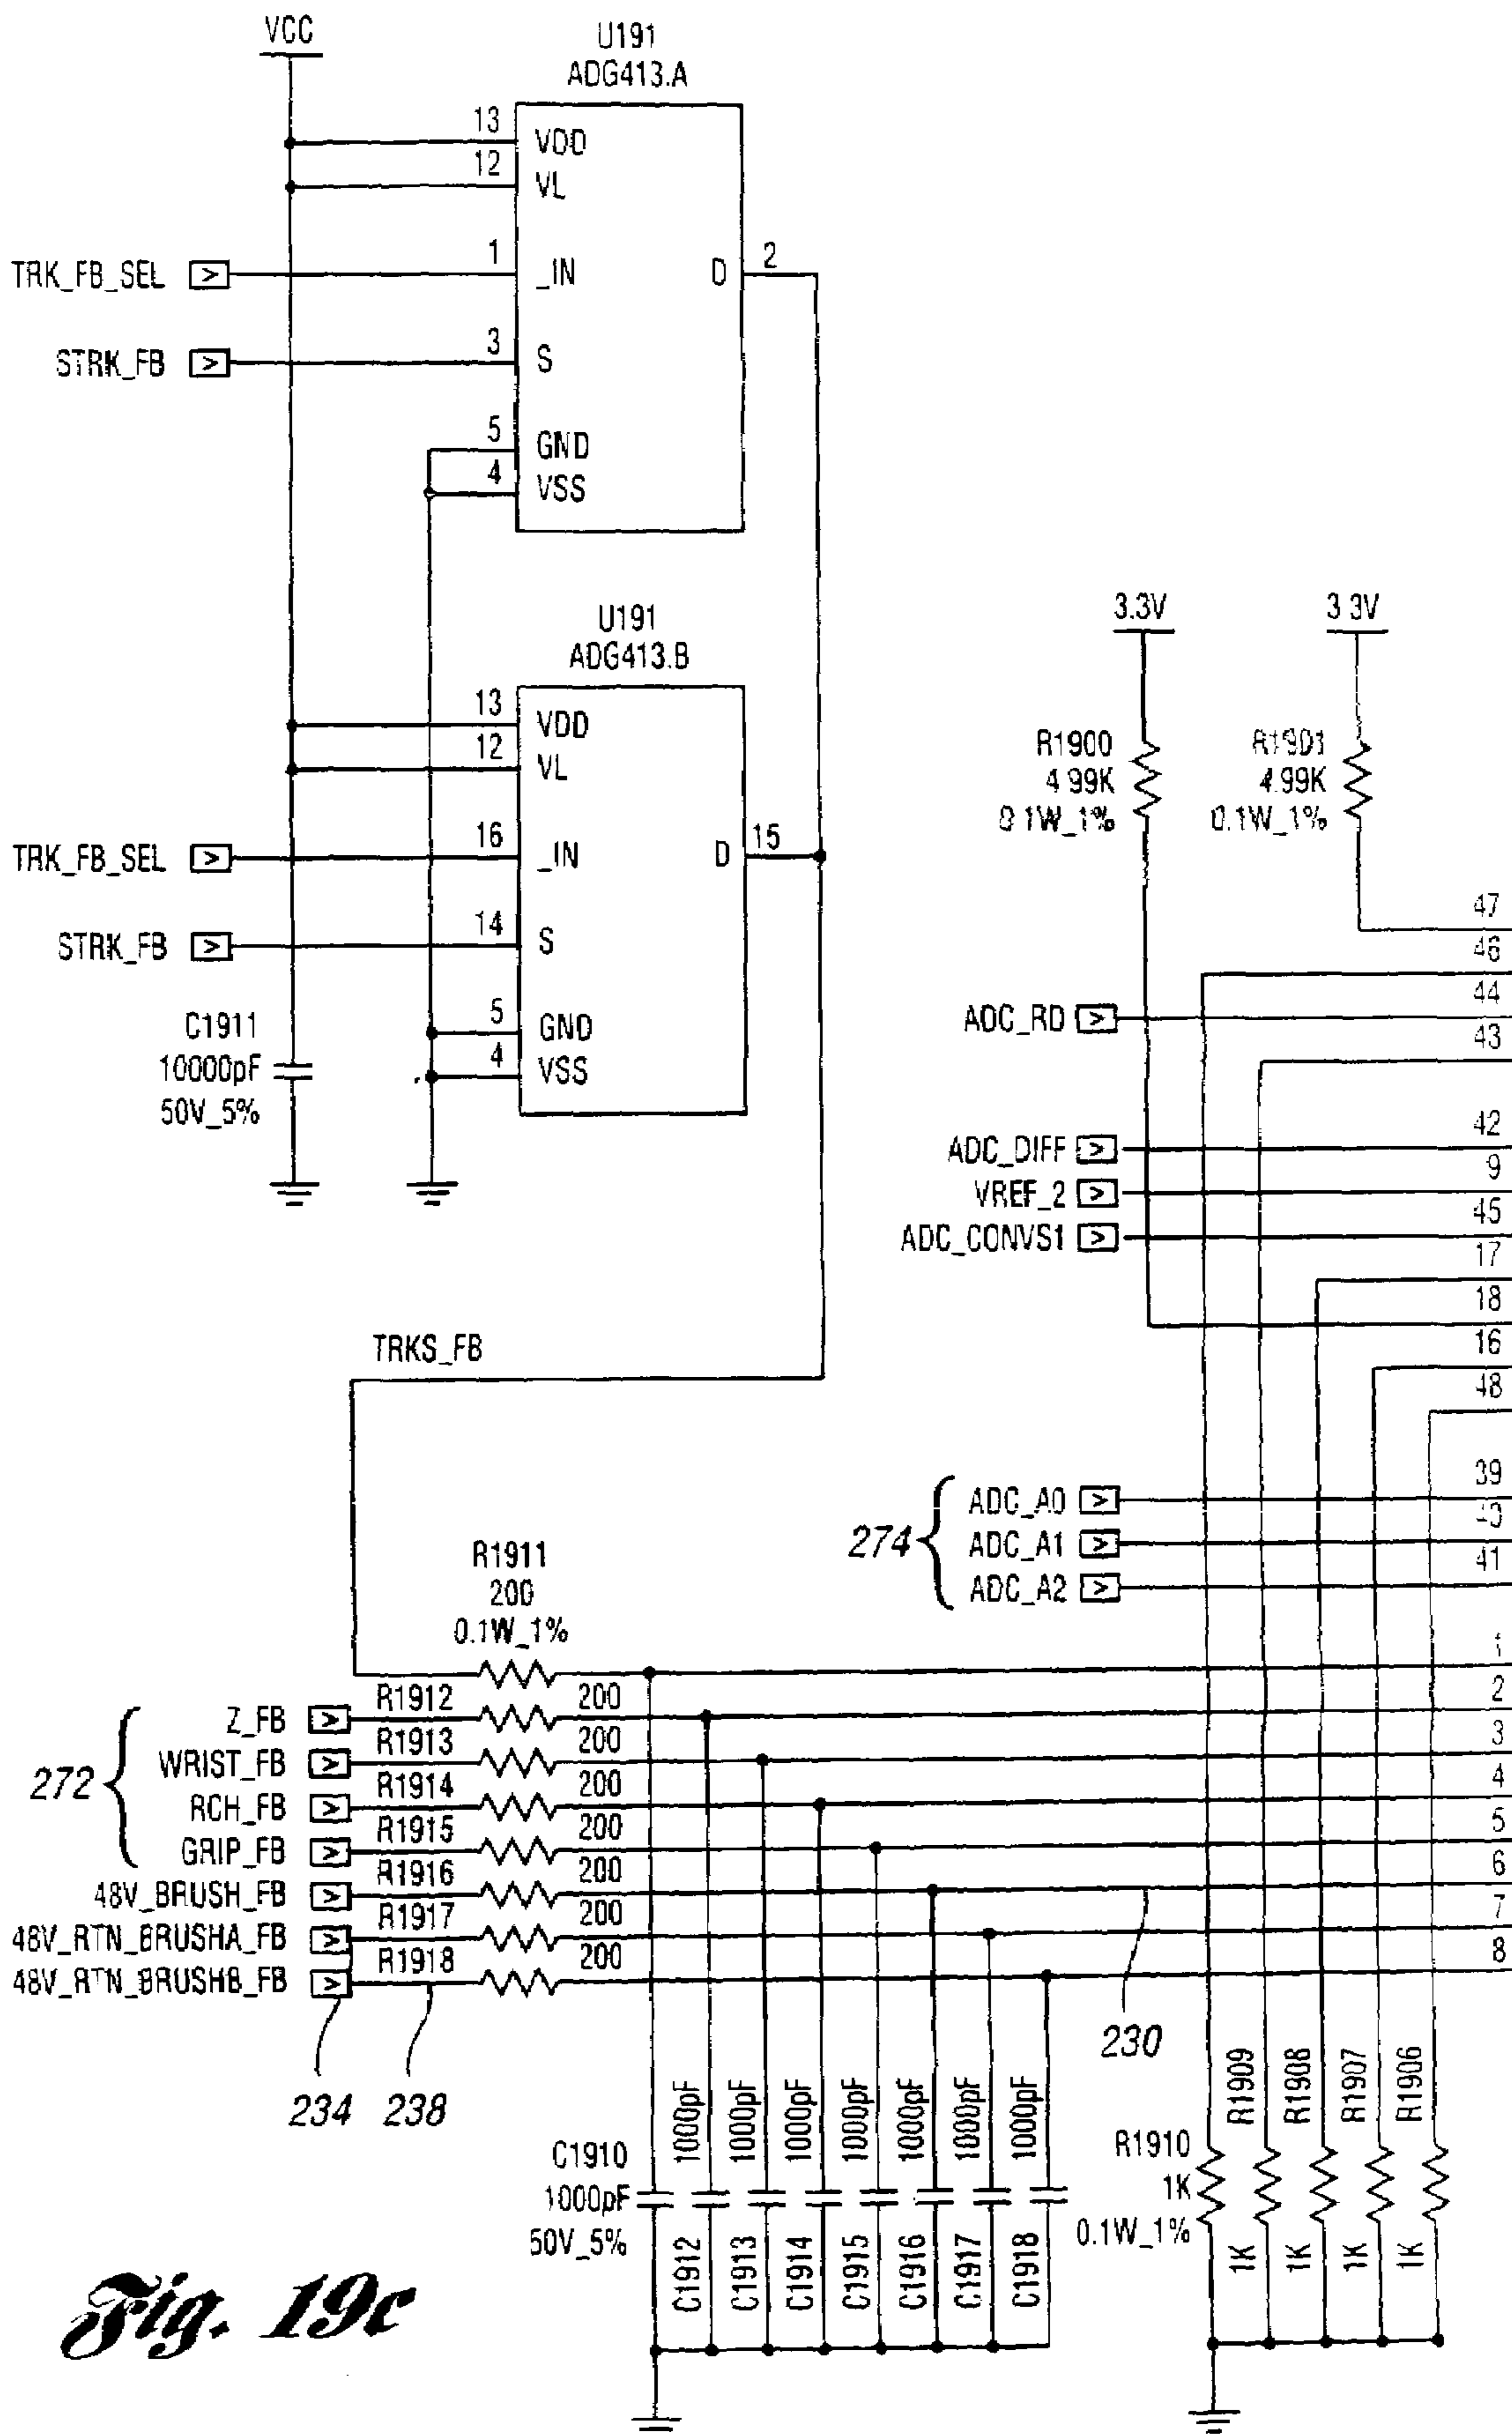 VCC
U191
ADG413.A
13
VDD
12
VL
TRK_FB_SEL >
1
_IN
D
2
STRK_FB >
3
S
5
GND
4
VSS
U191
ADG413.B
13
VDD
12
VL
TRK_FB_SEL >
16
_IN
D
15
STRK_FB >
14
S
5
GND
4
VSS
C1911
10000pF
50V_5%
3.3V
3 3V
R1900
4 99K
0 1W_1%
R1901
4.99K
0.1W_1%
47
46
ADC_RD >
44
43
ADC_DIFF >
42
VREF_2 >
9
ADC_CONVS1 >
45
17
18
16
48
TRKS_FB
274
ADC_A0 >
39
ADC_A1 >
40
ADC_A2 >
41
R1911
200
0.1W_1%
1
272
Z_FB > R1912 200 2
WRIST_FB > R1913 200 3
RCH_FB > R1914 200 4
GRIP_FB > R1915 200 5
48V_BRUSH_FB > R1916 200 6
48V_RTN_BRUSHA_FB > R1917 200 7
48V_RTN_BRUSHB_FB > R1918 200 8
234
238
230
C1910
1000pF
50V_5%
1000pF
C1912
1000pF
C1913
1000pF
C1914
1000pF
C1915
1000pF
C1916
1000pF
C1917
1000pF
C1918
R1910
1K
0.1W_1%
R1909
1K
R1908
1K
R1907
1K
R1906
1K
Fig. 19c